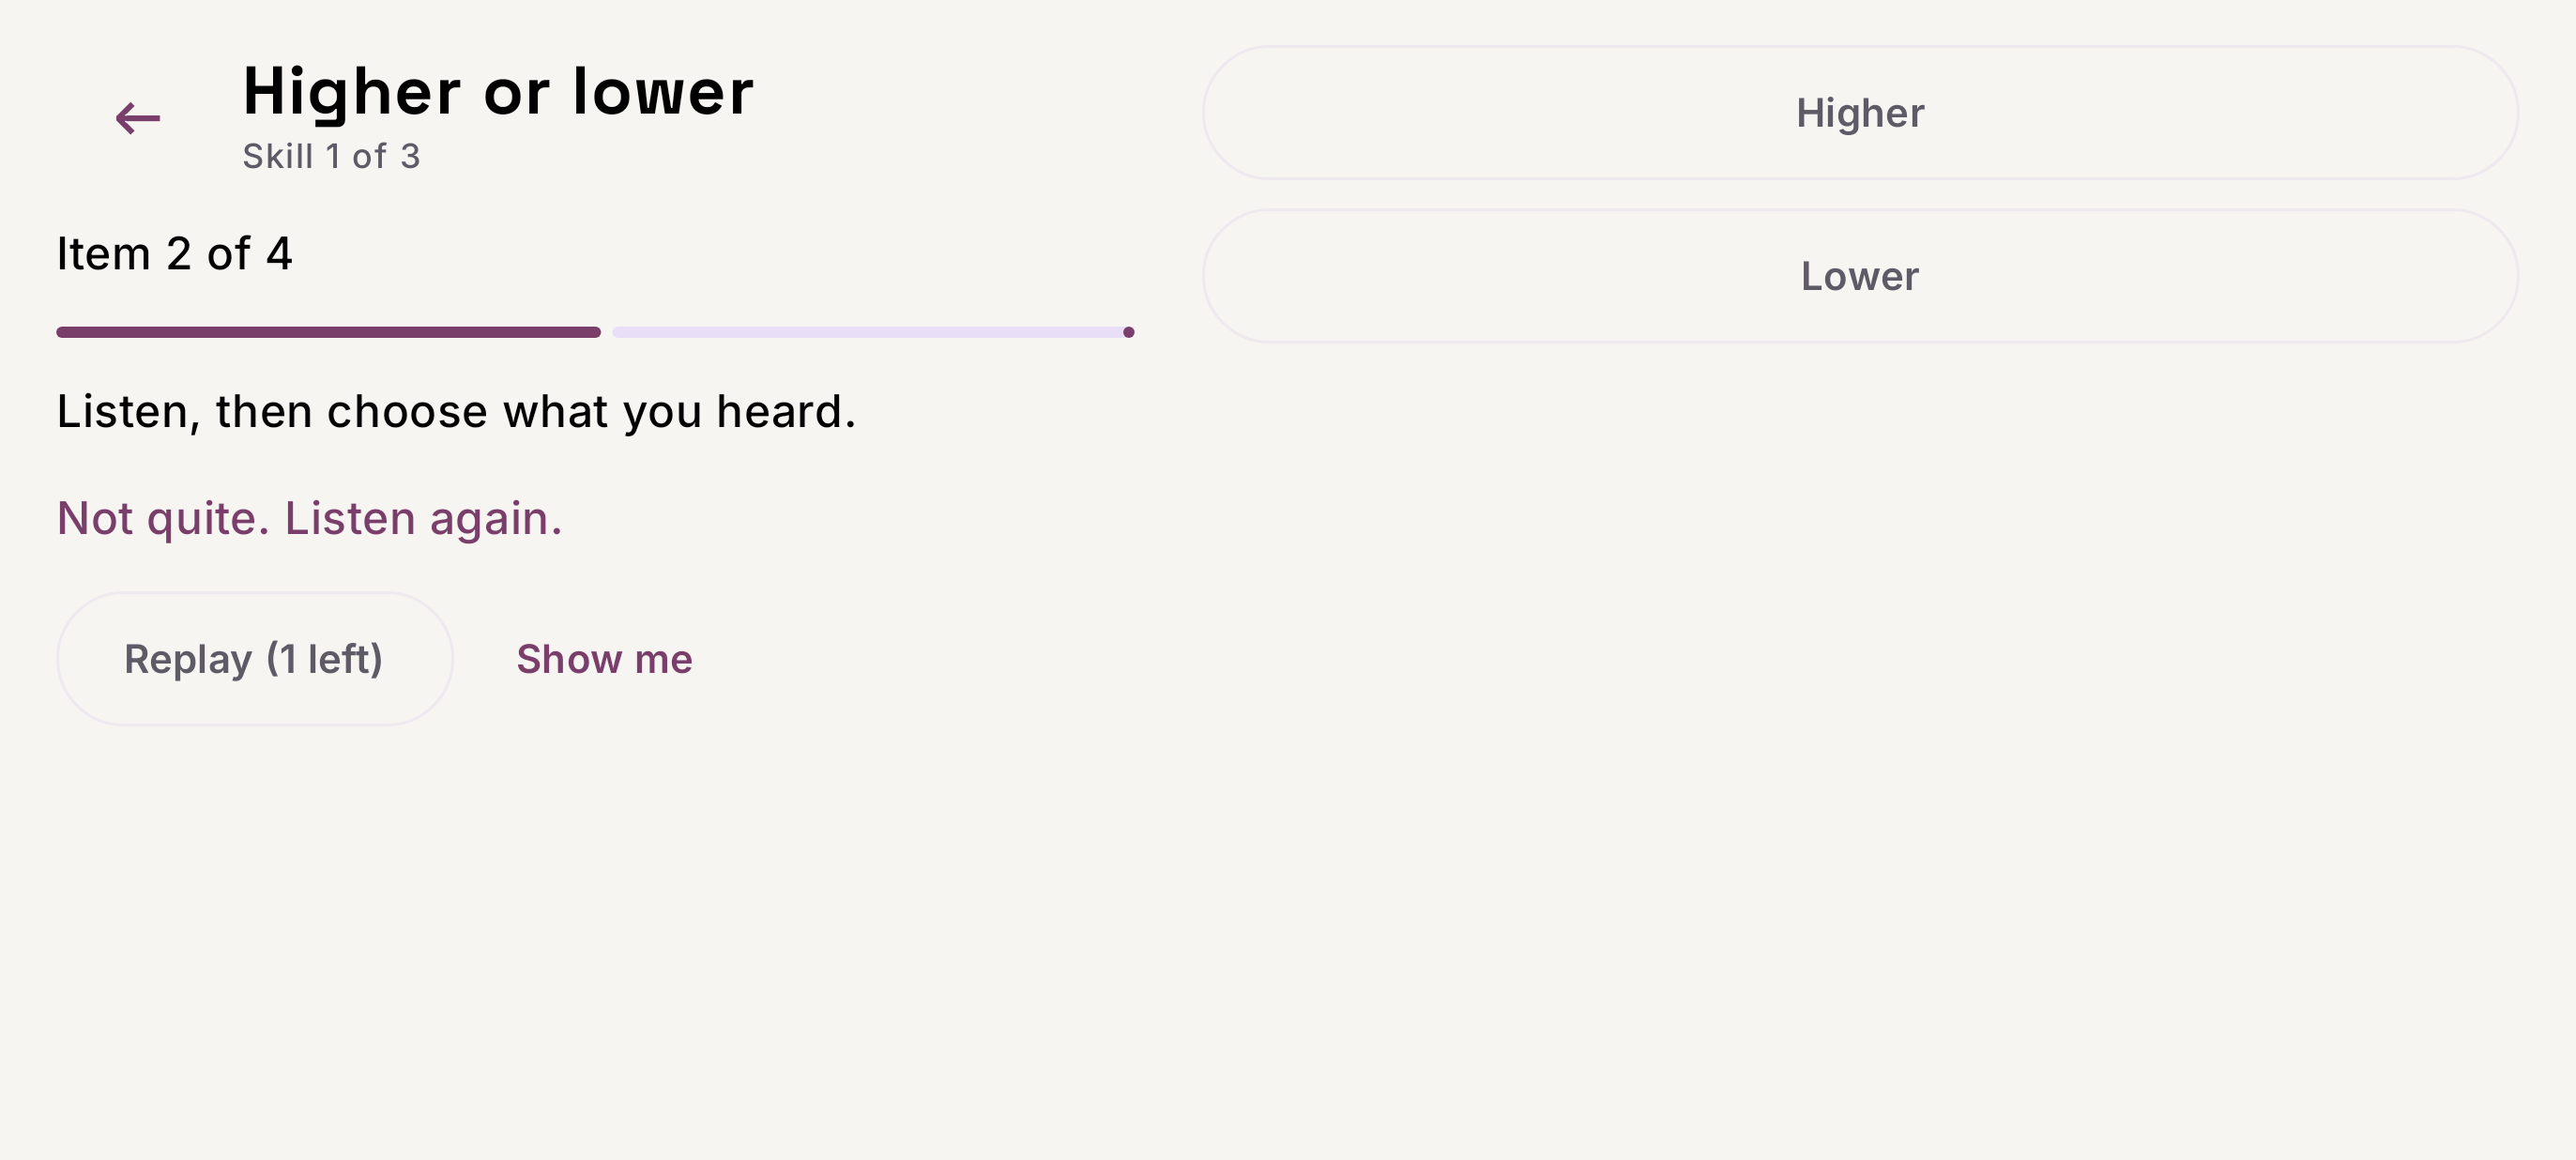 Higher or lower
Skill 1 of 3
Item 2 of 4
Listen, then choose what you heard.
Not quite. Listen again.
Replay (1 left)
Show me
Higher
Lower